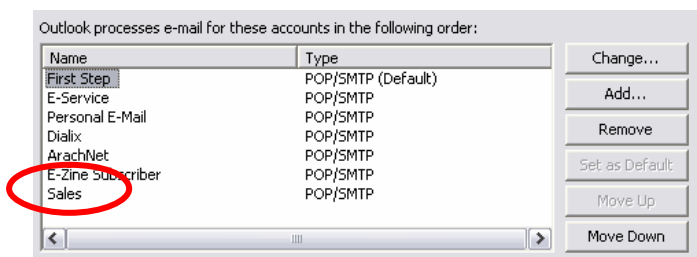 Outlook processes e-mail for these accounts in the following order:
Name Type
First Step POP/SMTP (Default)
E-Service POP/SMTP
Personal E-Mail POP/SMTP
Dialix POP/SMTP
ArachNet POP/SMTP
E-Zine Subscriber POP/SMTP
Sales POP/SMTP
Change...
Add...
Remove
Set as Default
Move Up
Move Down